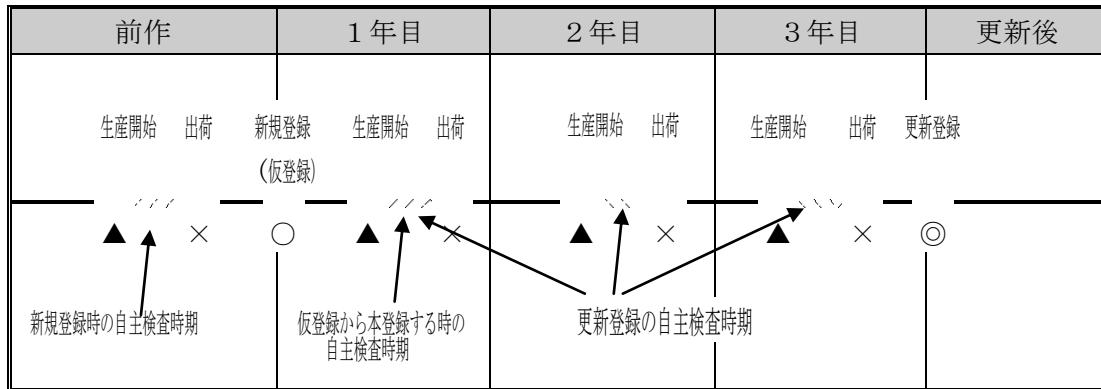 前作 １年目 ２年目 ３年目 更新後
生産開始 出荷 新規登録 生産開始 出荷 生産開始 出荷 生産開始 出荷 更新登録
(仮登録)
▲ × ○ ▲ × ▲ × ▲ × ◎
新規登録時の自主検査時期 仮登録から本登録する時の 更新登録の自主検査時期
自主検査時期